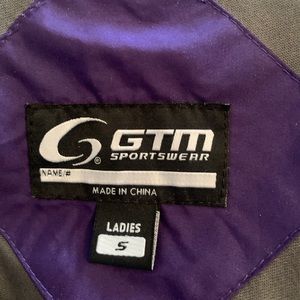 GTM
SPORTSWEAR
®
NAME/#
MADE IN CHINA
LADIES
S